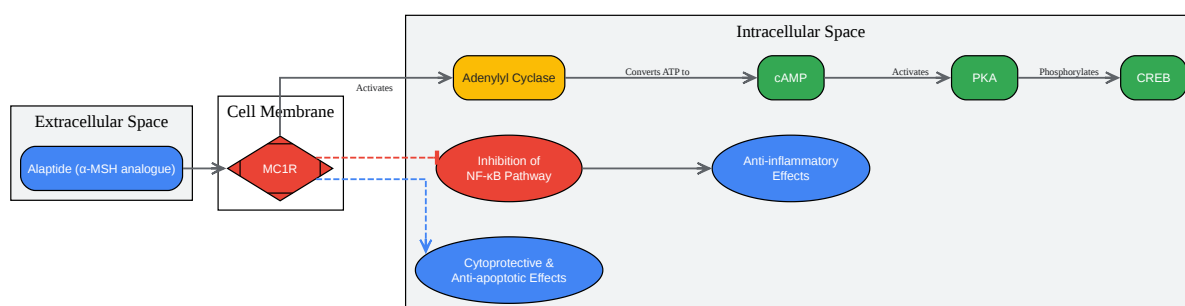 Intracellular Space
Adenylyl Cyclase
Converts ATP to
cAMP
Activates
PKA
Phosphorylates
CREB
Activates
Cell Membrane
Extracellular Space
Alaptide (α-MSH analogue)
MC1R
Inhibition of
NF-κB Pathway
Anti-inflammatory
Effects
Cytoprotective &
Anti-apoptotic Effects